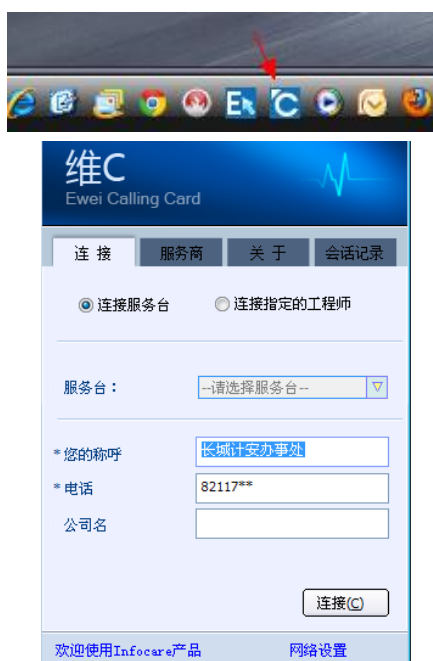 维C
Ewei Calling Card
连 接 服务商 关 于 会话记录
连接服务台 连接指定的工程师
服务台： --请选择服务台--
*您的称呼 长城计安办事处
*电话 82117**
公司名
连接(C)
欢迎使用Infocare产品 网络设置